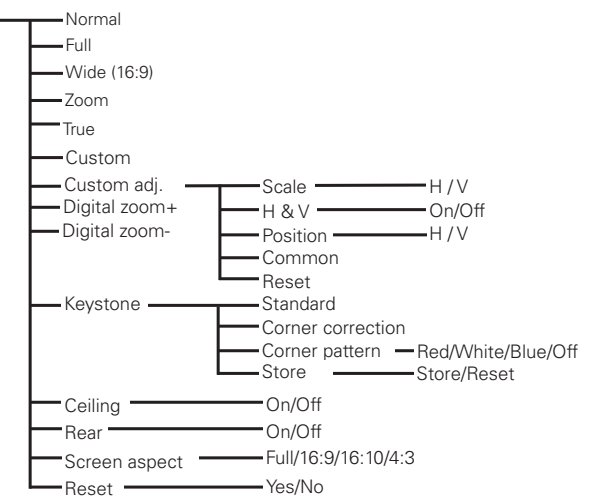 Normal
Full
Wide (16:9)
Zoom
True
Custom
Custom adj. Scale H / V
Digital zoom+ H & V On/Off
Digital zoom- Position H / V
Common
Reset
Keystone Standard
Corner correction
Corner pattern Red/White/Blue/Off
Store Store/Reset
Ceiling On/Off
Rear On/Off
Screen aspect Full/16:9/16:10/4:3
Reset Yes/No